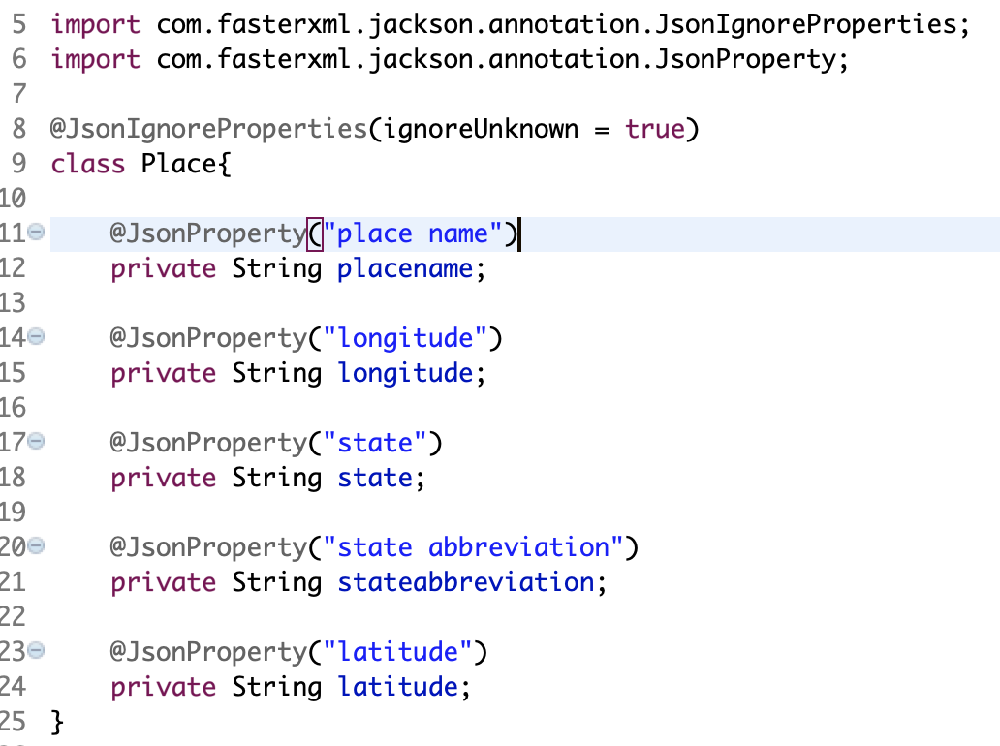 5 import com.fasterxml.jackson.annotation.JsonIgnoreProperties;
6 import com.fasterxml.jackson.annotation.JsonProperty;
7
8 @JsonIgnoreProperties(ignoreUnknown = true)
9 class Place{
10
11 @JsonProperty("place name")
12 private String placename;
13
14 @JsonProperty("longitude")
15 private String longitude;
16
17 @JsonProperty("state")
18 private String state;
19
20 @JsonProperty("state abbreviation")
21 private String stateabbreviation;
22
23 @JsonProperty("latitude")
24 private String latitude;
25 }